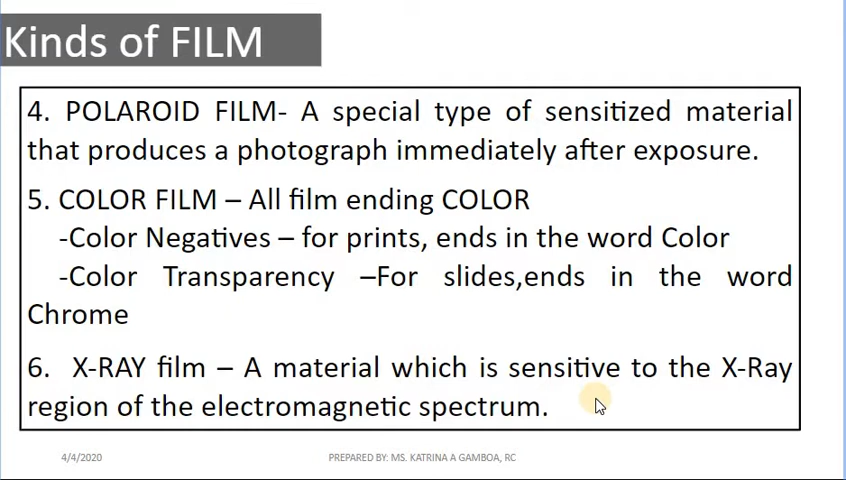 Kinds of FILM
4. POLAROID FILM- A special type of sensitized material
that produces a photograph immediately after exposure.
5. COLOR FILM – All film ending COLOR
-Color Negatives – for prints, ends in the word Color
-Color Transparency –For slides,ends in the word
Chrome
6. X-RAY film – A material which is sensitive to the X-Ray
region of the electromagnetic spectrum.
4/4/2020 PREPARED BY: MS. KATRINA A GAMBOA, RC